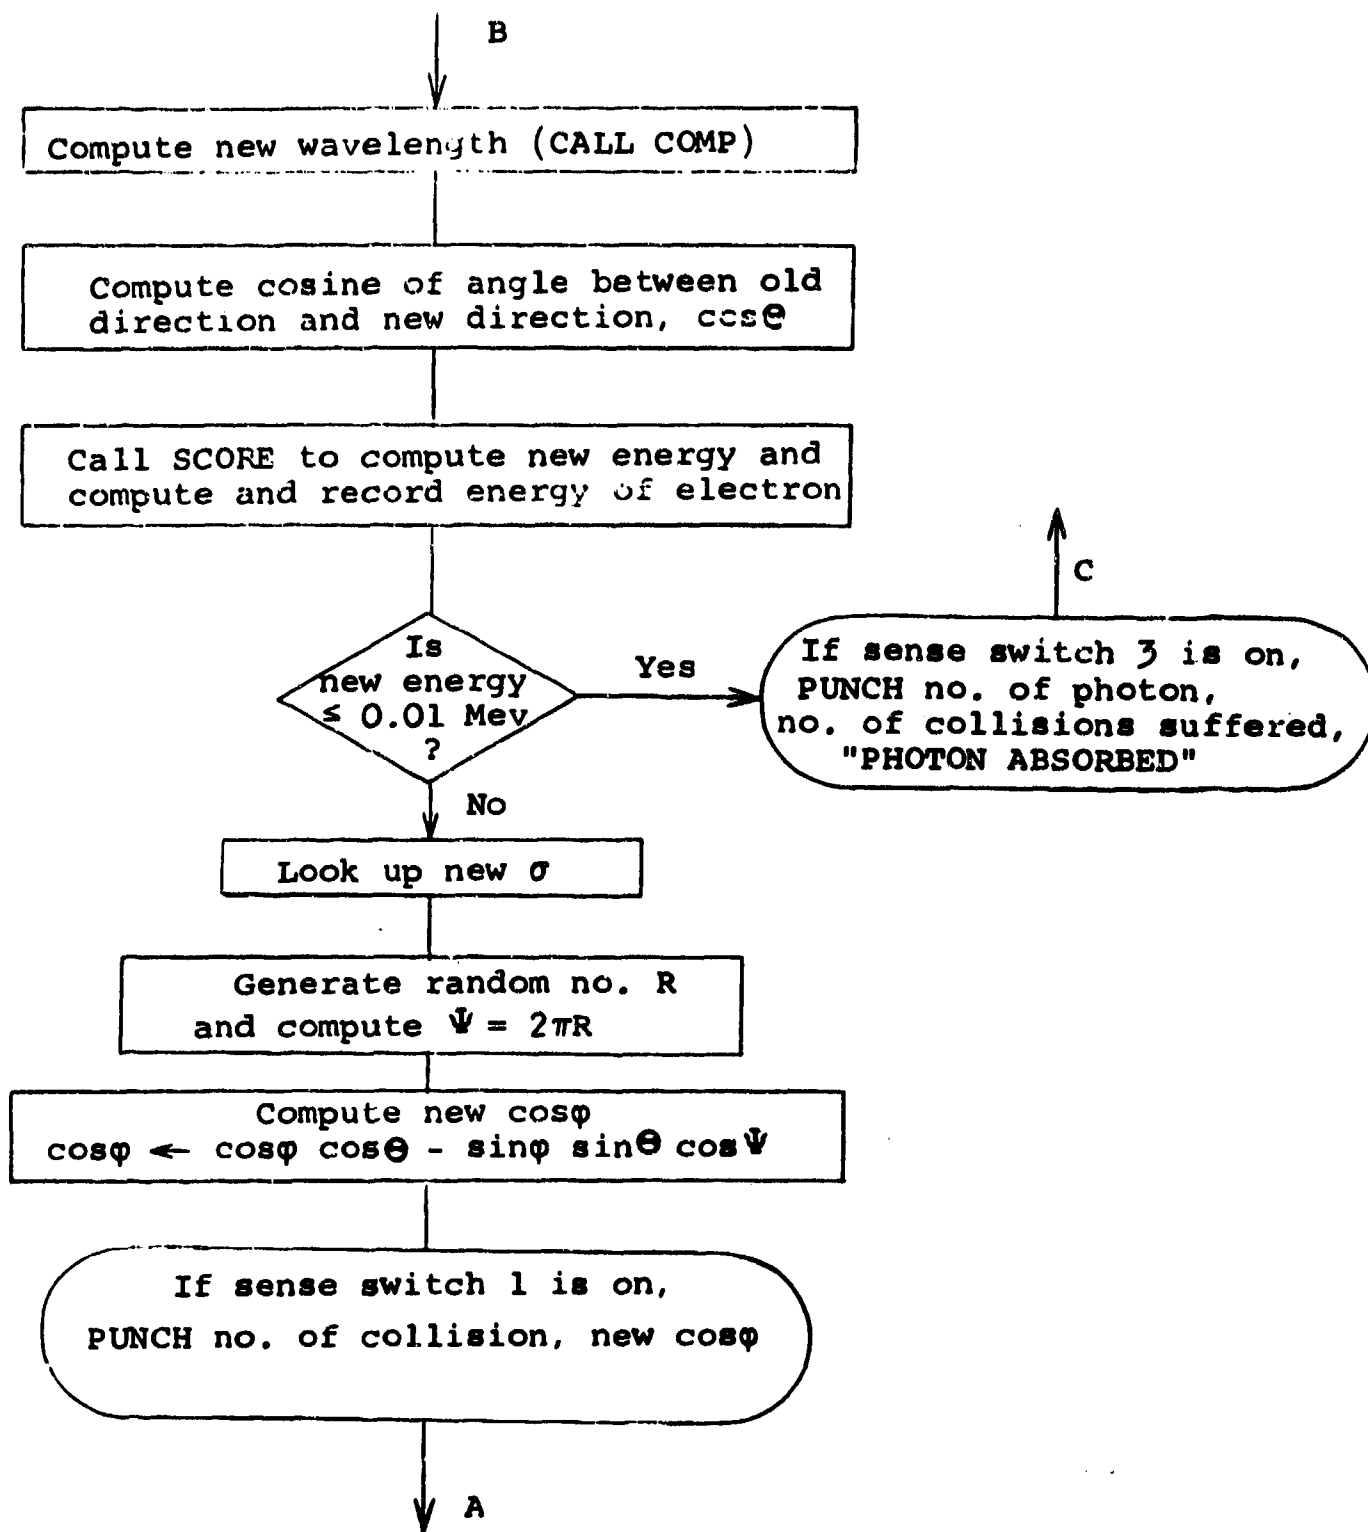 B
Compute new wavelength (CALL COMP)
Compute cosine of angle between old
direction and new direction, cosθ
Call SCORE to compute new energy and
compute and record energy of electron
Is
new energy
≤ 0.01 Mev
?
Yes
C
If sense switch 3 is on,
PUNCH no. of photon,
no. of collisions suffered,
"PHOTON ABSORBED"
No
Look up new σ
Generate random no. R
and compute Ψ = 2πR
Compute new cosφ
cosφ ← cosφ cosθ - sinφ sinθ cosΨ
If sense switch 1 is on,
PUNCH no. of collision, new cosφ
A